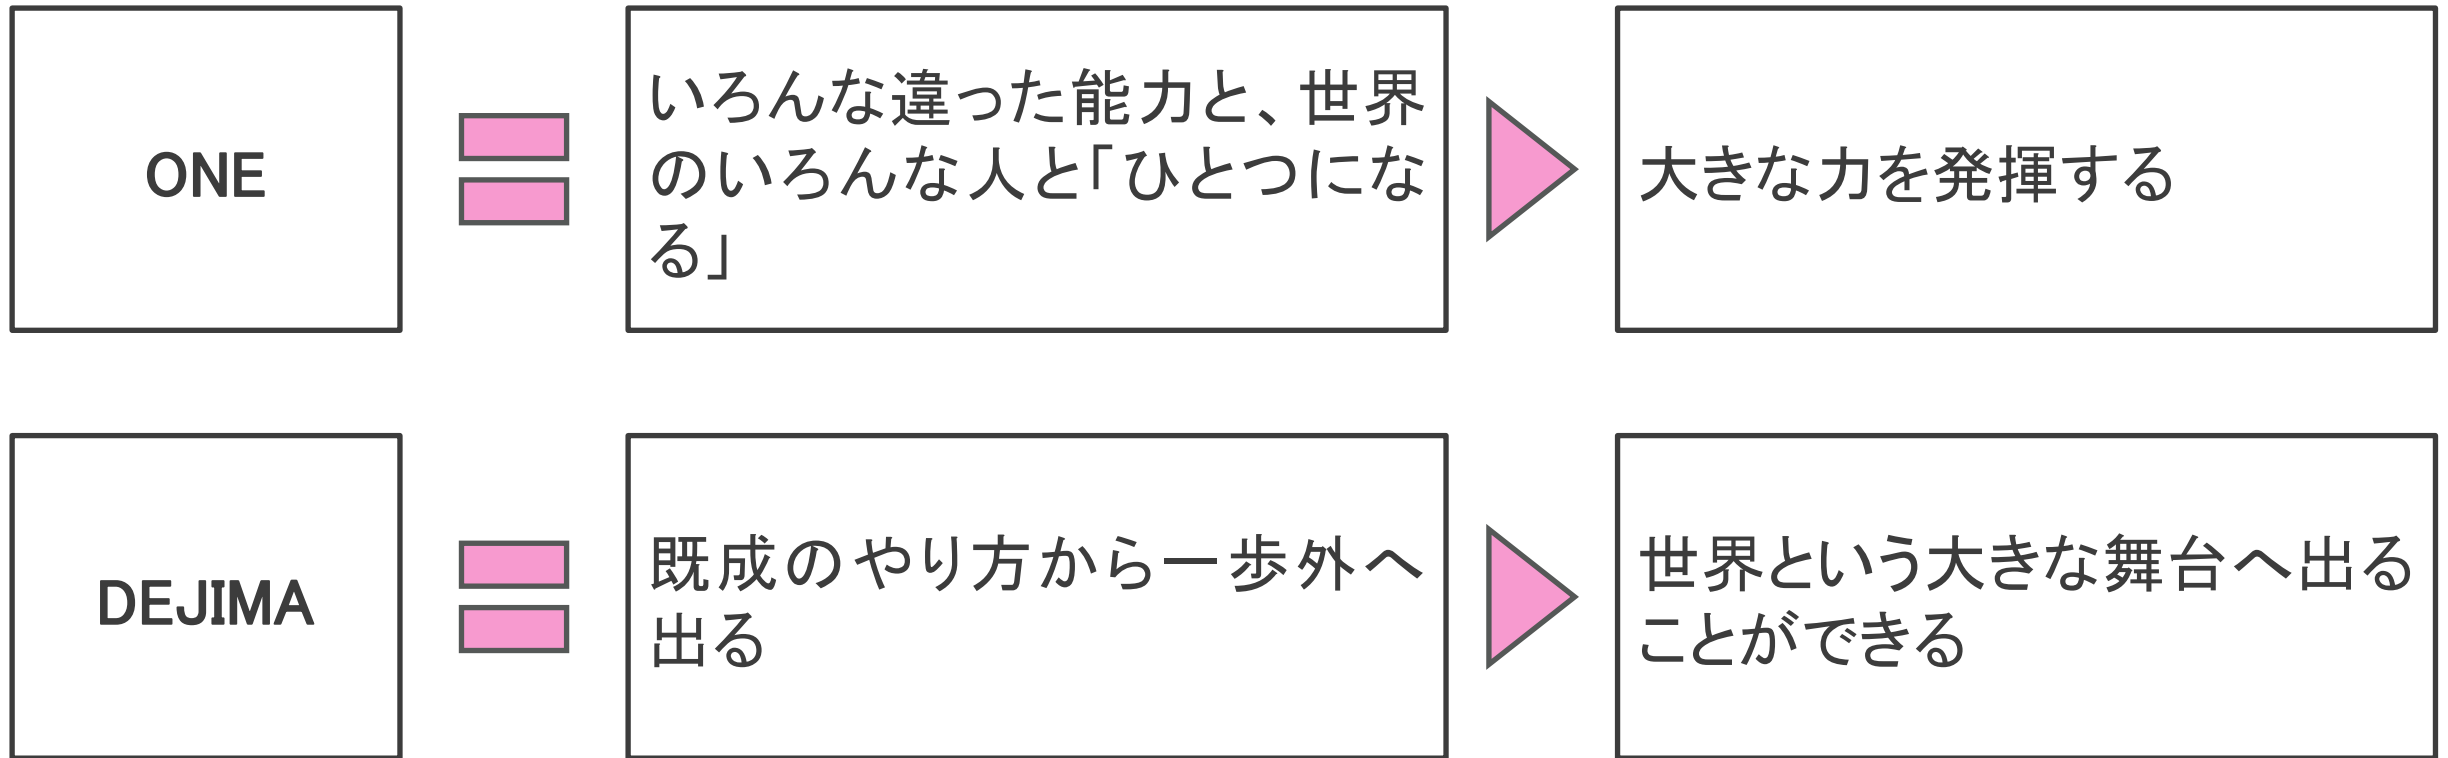 ONE
いろんな違った能力と、世界
のいろんな人と「ひとつにな
る」
大きな力を発揮する
DEJIMA
既成のやり方から一歩外へ
出る
世界という大きな舞台へ出る
ことができる